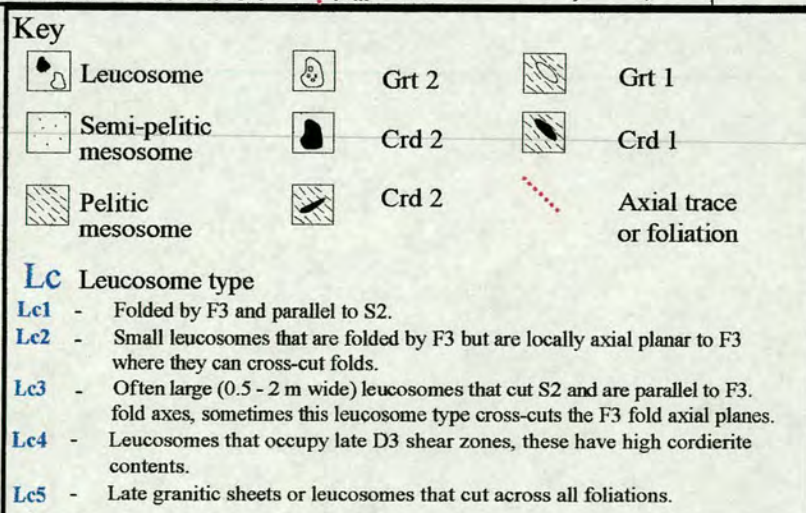 Key
Leucosome
Grt 2
Grt 1
Semi-pelitic
mesosome
Crd 2
Crd 1
Pelitic
mesosome
Crd 2
Axial trace
or foliation
Lc Leucosome type
Lc1 - Folded by F3 and parallel to S2.
Lc2 - Small leucosomes that are folded by F3 but are locally axial planar to F3
where they can cross-cut folds.
Lc3 - Often large (0.5 - 2 m wide) leucosomes that cut S2 and are parallel to F3.
fold axes, sometimes this leucosome type cross-cuts the F3 fold axial planes.
Lc4 - Leucosomes that occupy late D3 shear zones, these have high cordierite
contents.
Lc5 - Late granitic sheets or leucosomes that cut across all foliations.